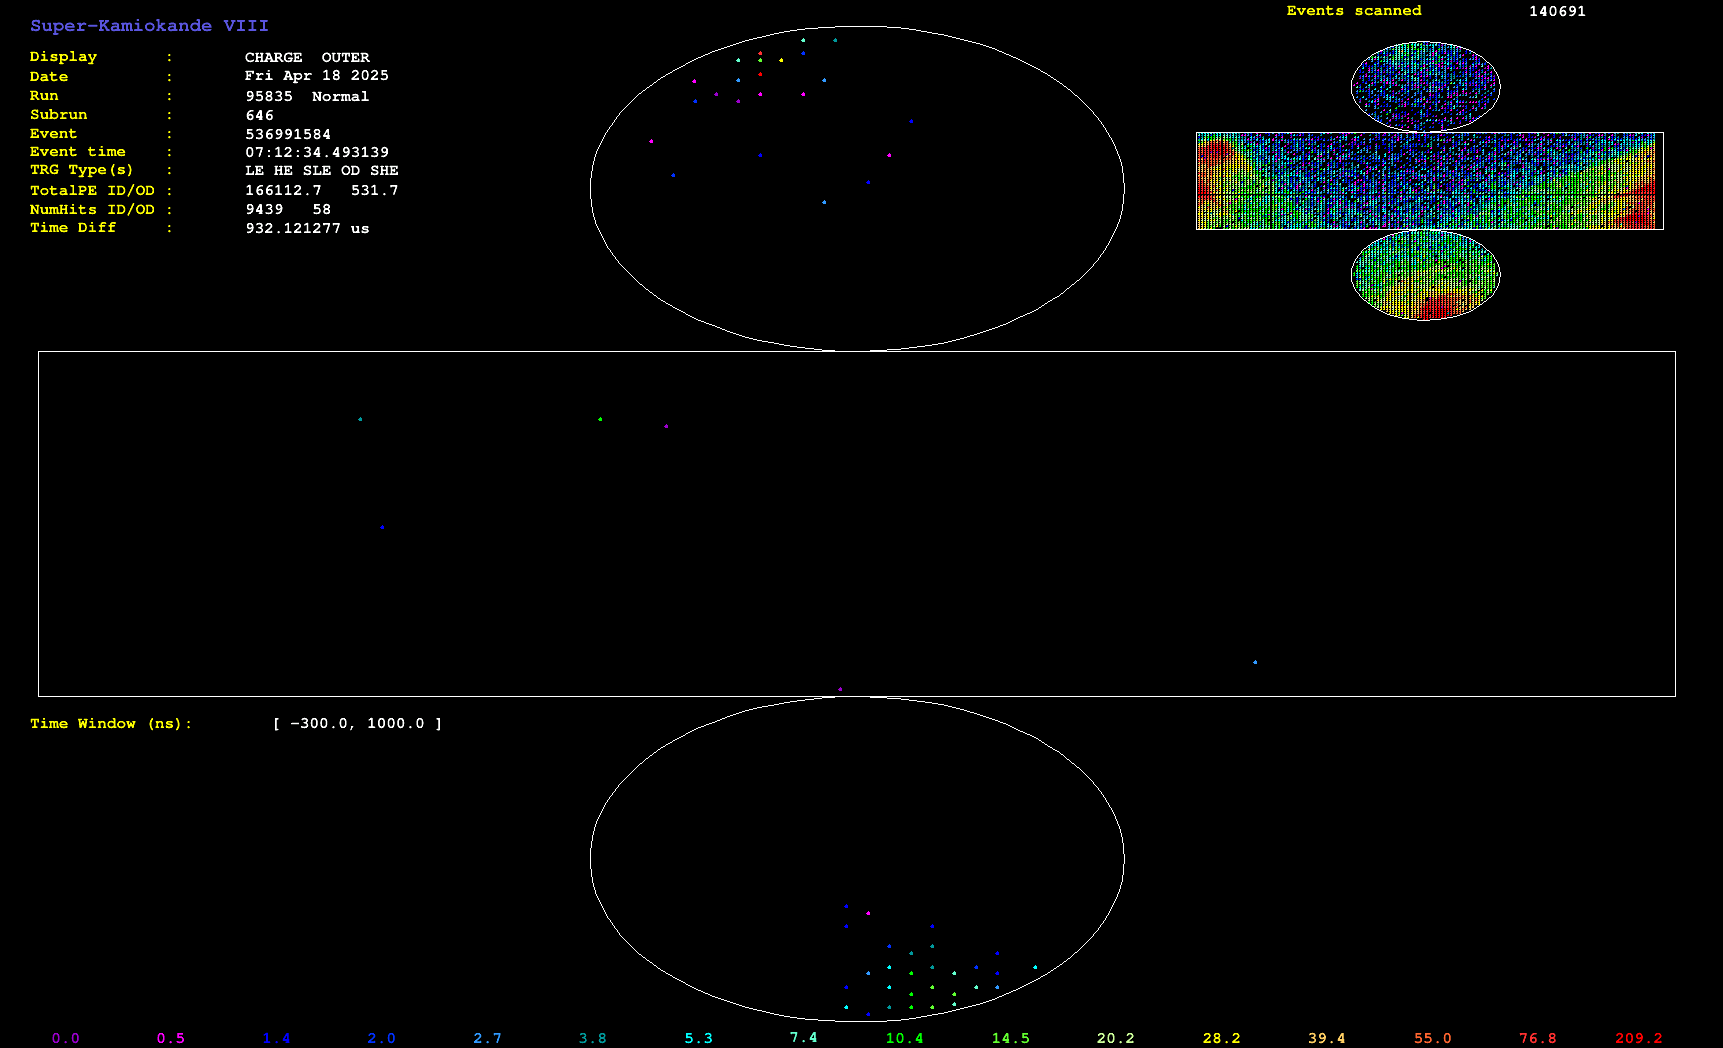 Super-Kamiokande VIII
Events scanned 140691
Display : CHARGE OUTER
Date : Fri Apr 18 2025
Run : 95835 Normal
Subrun : 646
Event : 536991584
Event time : 07:12:34.493139
TRG Type(s) : LE HE SLE OD SHE
TotalPE ID/OD : 166112.7 531.7
NumHits ID/OD : 9439 58
Time Diff : 932.121277 us
Time Window (ns): [ -300.0, 1000.0 ]
0.0 0.5 1.4 2.0 2.7 3.8 5.3 7.4 10.4 14.5 20.2 28.2 39.4 55.0 76.8 209.2